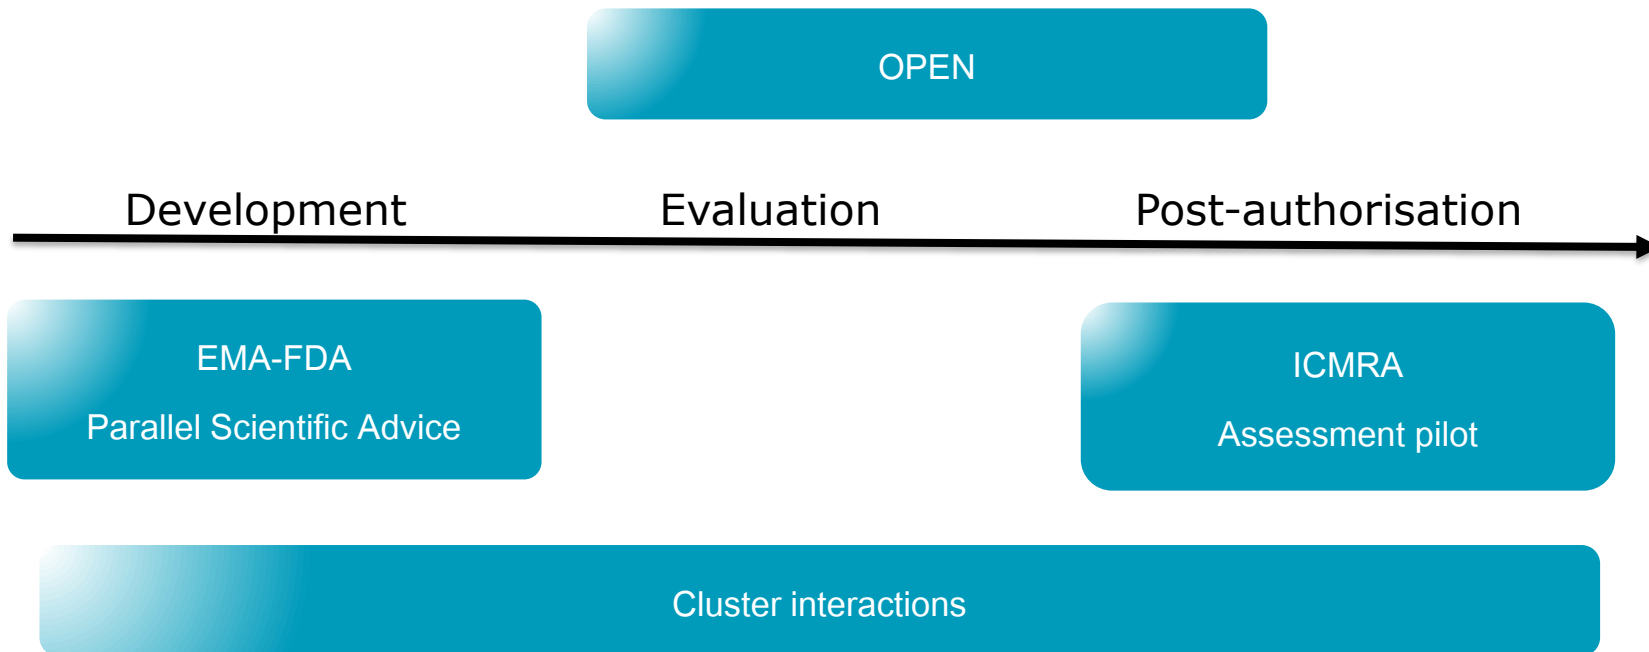 OPEN
Development
Evaluation
Post-authorisation
EMA-FDA
Parallel Scientific Advice
ICMRA
Assessment pilot
Cluster interactions